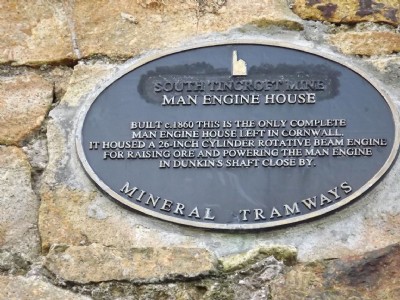 SOUTH TINCROFT MINE
MAN ENGINE HOUSE
BUILT c.1860 THIS IS THE ONLY COMPLETE
MAN ENGINE HOUSE LEFT IN CORNWALL.
IT HOUSED A 26-INCH CYLINDER ROTATIVE BEAM ENGINE
FOR RAISING ORE AND POWERING THE MAN ENGINE
IN DUNKIN'S SHAFT CLOSE BY.
MINERAL TRAMWAYS